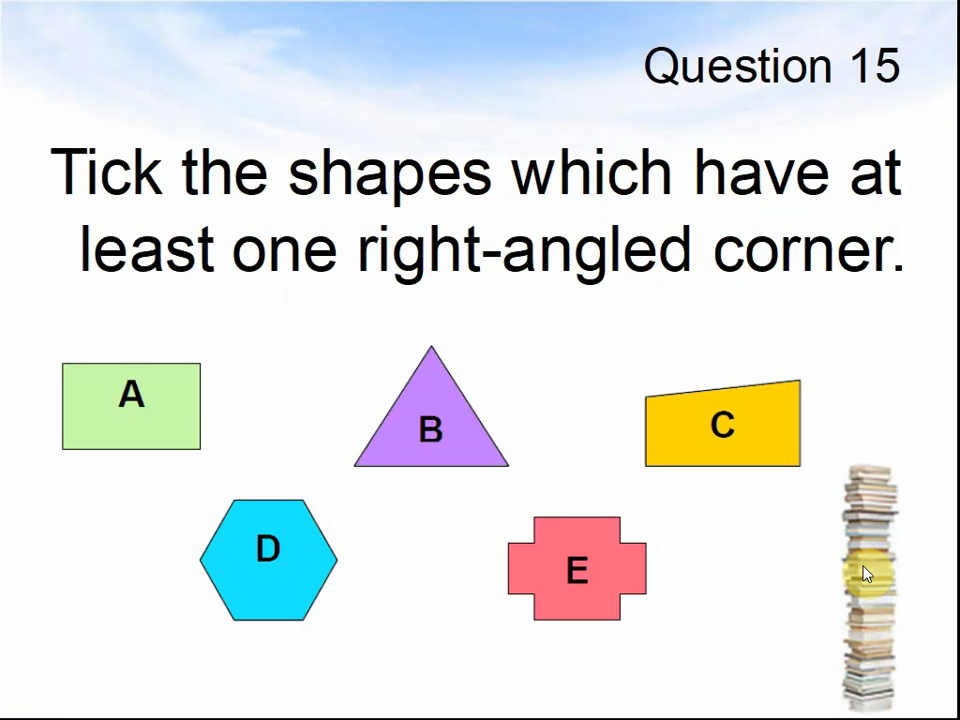 Question 15
Tick the shapes which have at
least one right-angled corner.
A
B
C
D
E